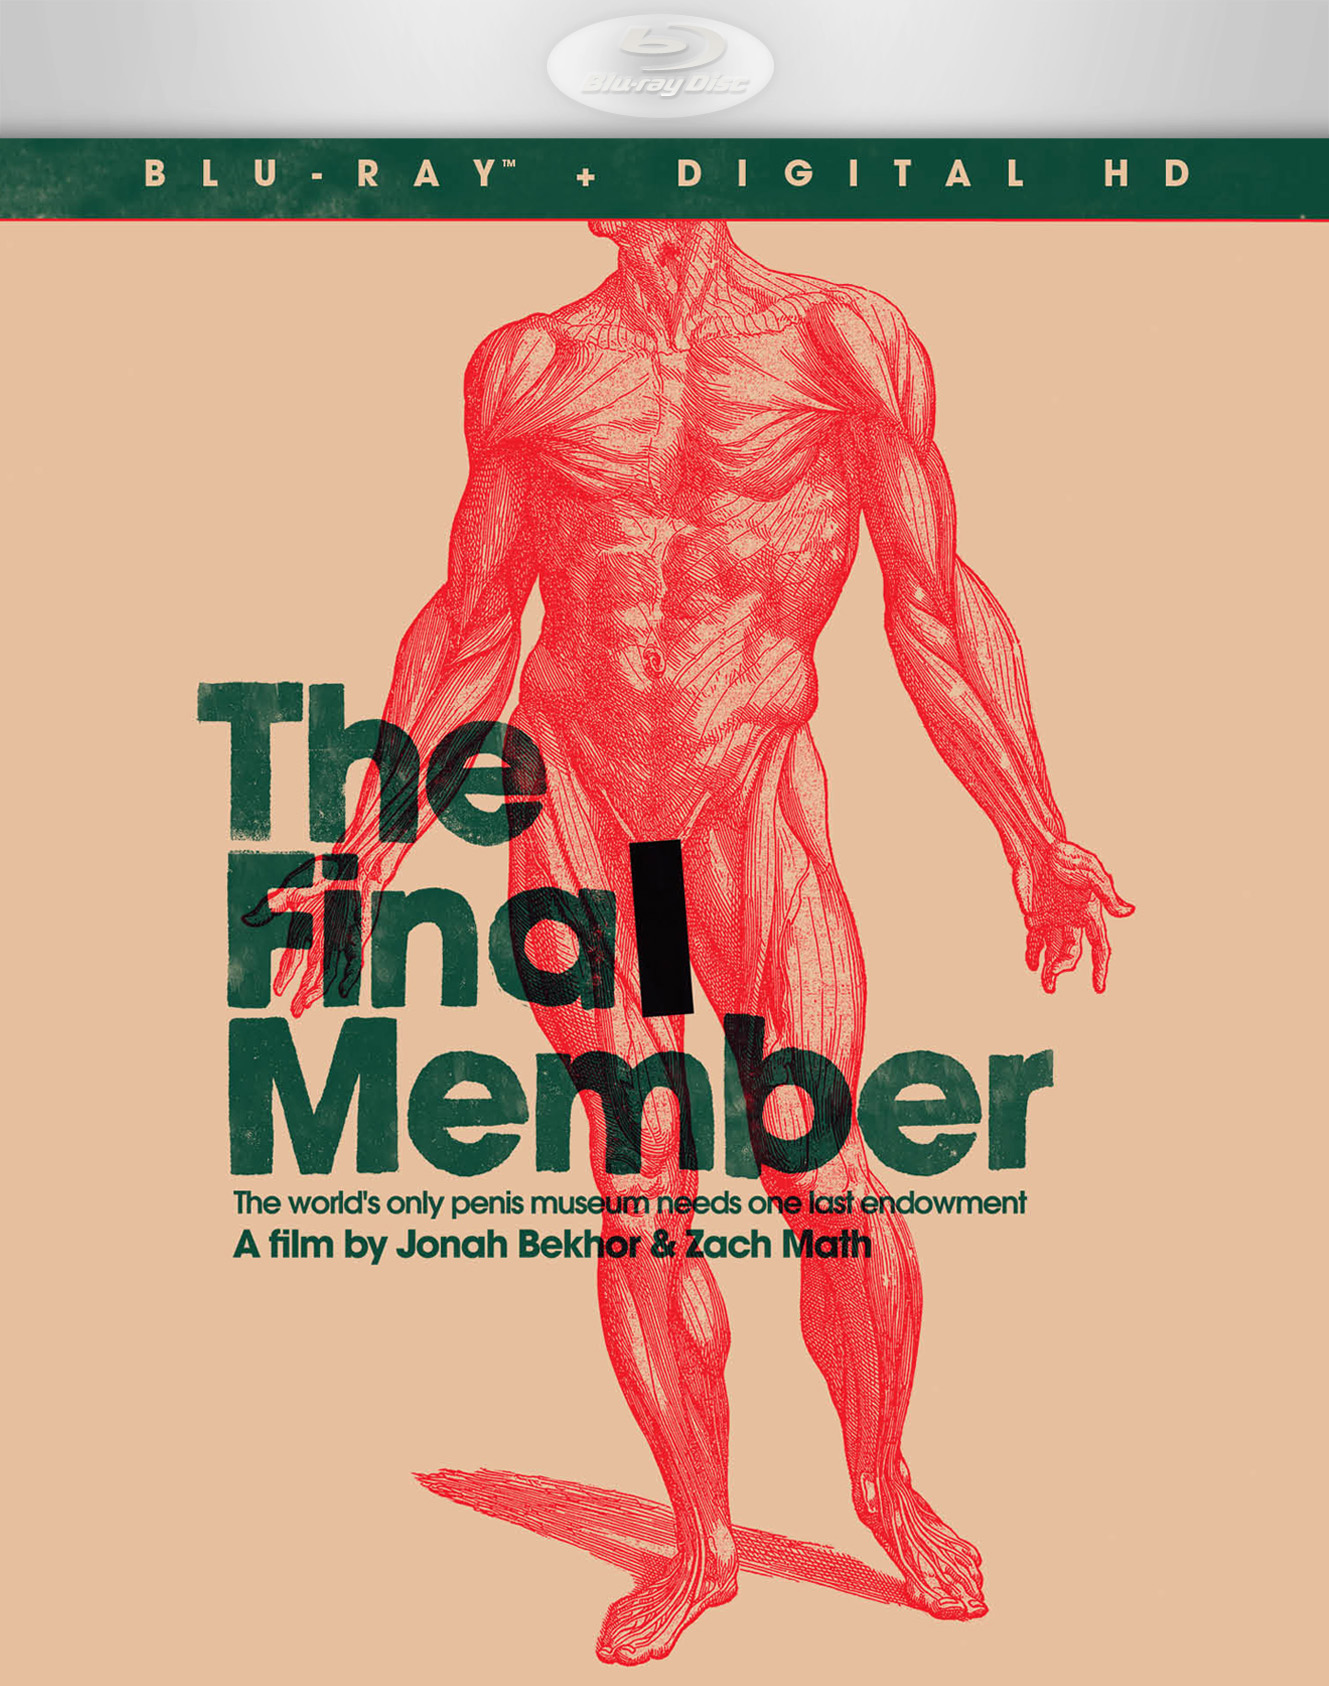 Blu-ray Disc
BLU-RAY™ + DIGITAL HD
The
Final
Member
The world's only penis museum needs one last endowment
A film by Jonah Bekhor & Zach Math